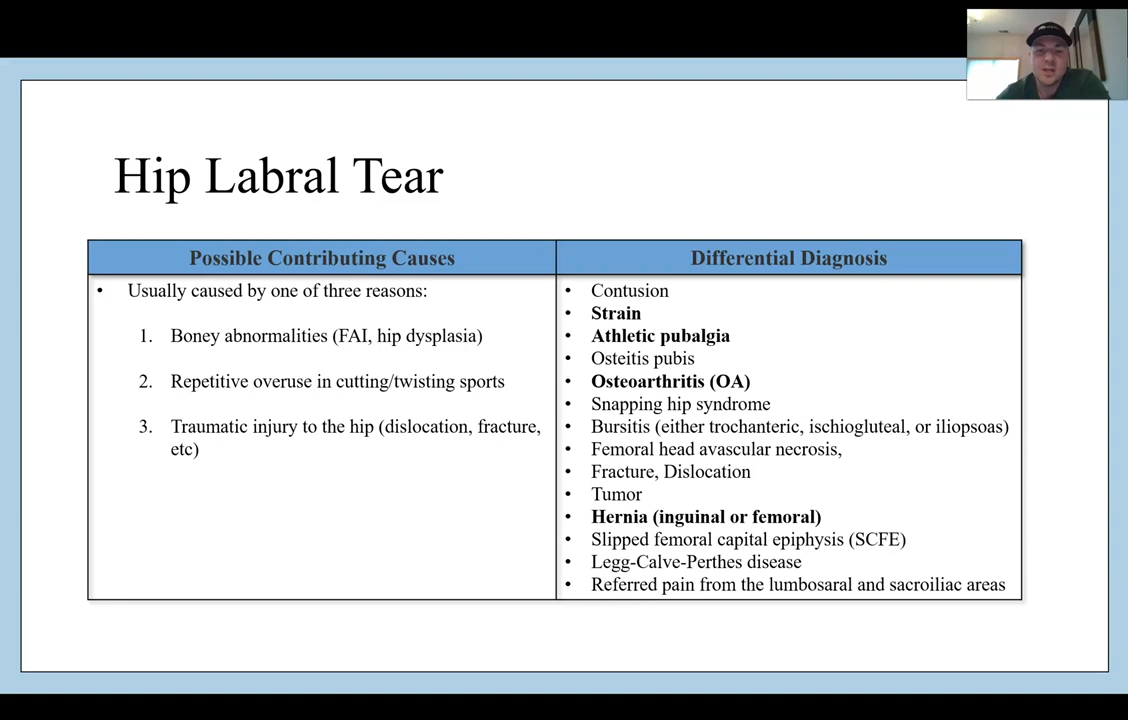 Hip Labral Tear
Possible Contributing Causes
• Usually caused by one of three reasons:
1. Boney abnormalities (FAI, hip dysplasia)
2. Repetitive overuse in cutting/twisting sports
3. Traumatic injury to the hip (dislocation, fracture,
etc)
Differential Diagnosis
• Contusion
• Strain
• Athletic pubalgia
• Osteitis pubis
• Osteoarthritis (OA)
• Snapping hip syndrome
• Bursitis (either trochanteric, ischiogluteal, or iliopsoas)
• Femoral head avascular necrosis,
• Fracture, Dislocation
• Tumor
• Hernia (inguinal or femoral)
• Slipped femoral capital epiphysis (SCFE)
• Legg-Calve-Perthes disease
• Referred pain from the lumbosaral and sacroiliac areas